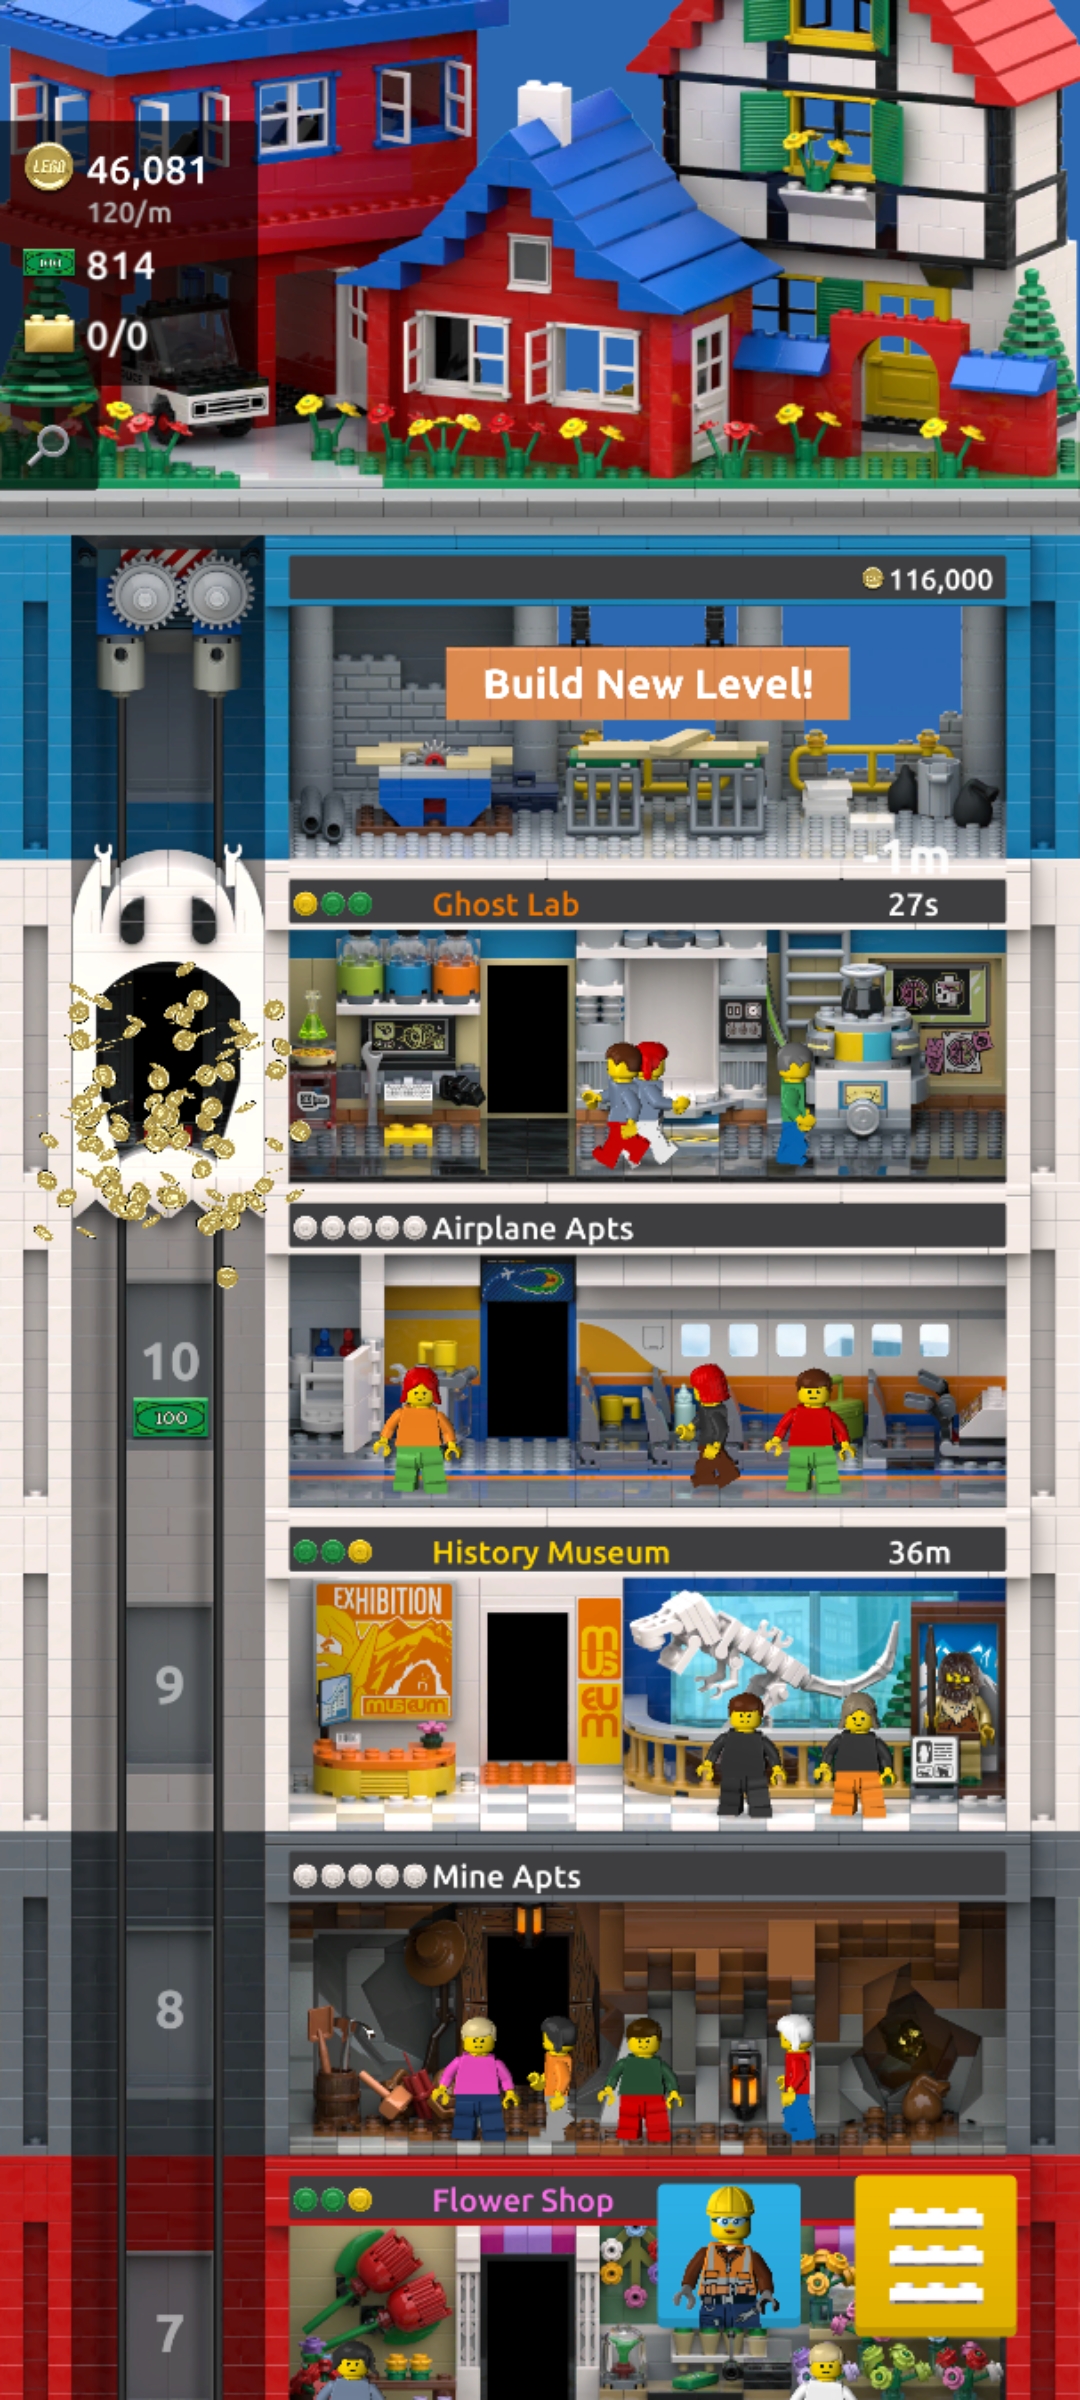 LEGO
46,081
120/m
814
0/0
116,000
Build New Level!
-1m
Ghost Lab
27s
Airplane Apts
10
100
History Museum
36m
EXHIBITION
MUSEUM
MUS
EUM
9
Mine Apts
8
Flower Shop
7